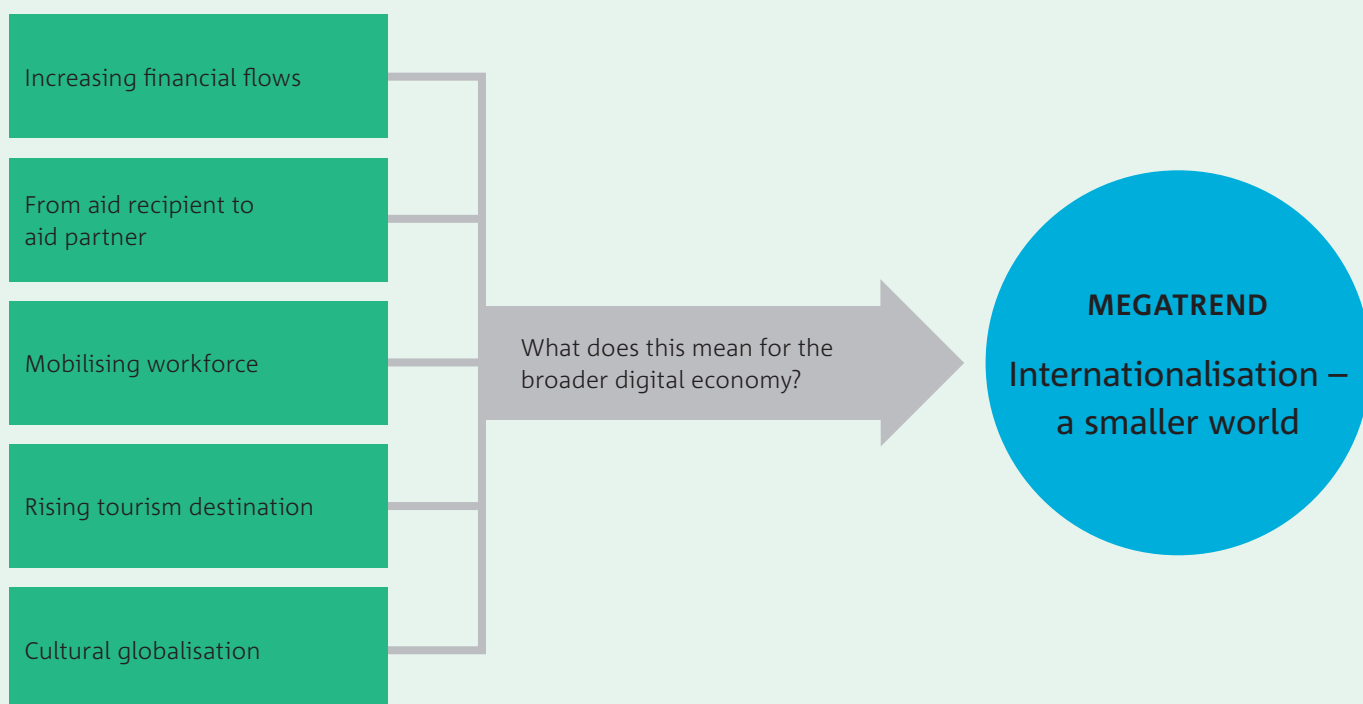 Increasing financial flows
From aid recipient to
aid partner
Mobilising workforce
Rising tourism destination
Cultural globalisation
What does this mean for the
broader digital economy?
MEGATREND
Internationalisation –
a smaller world